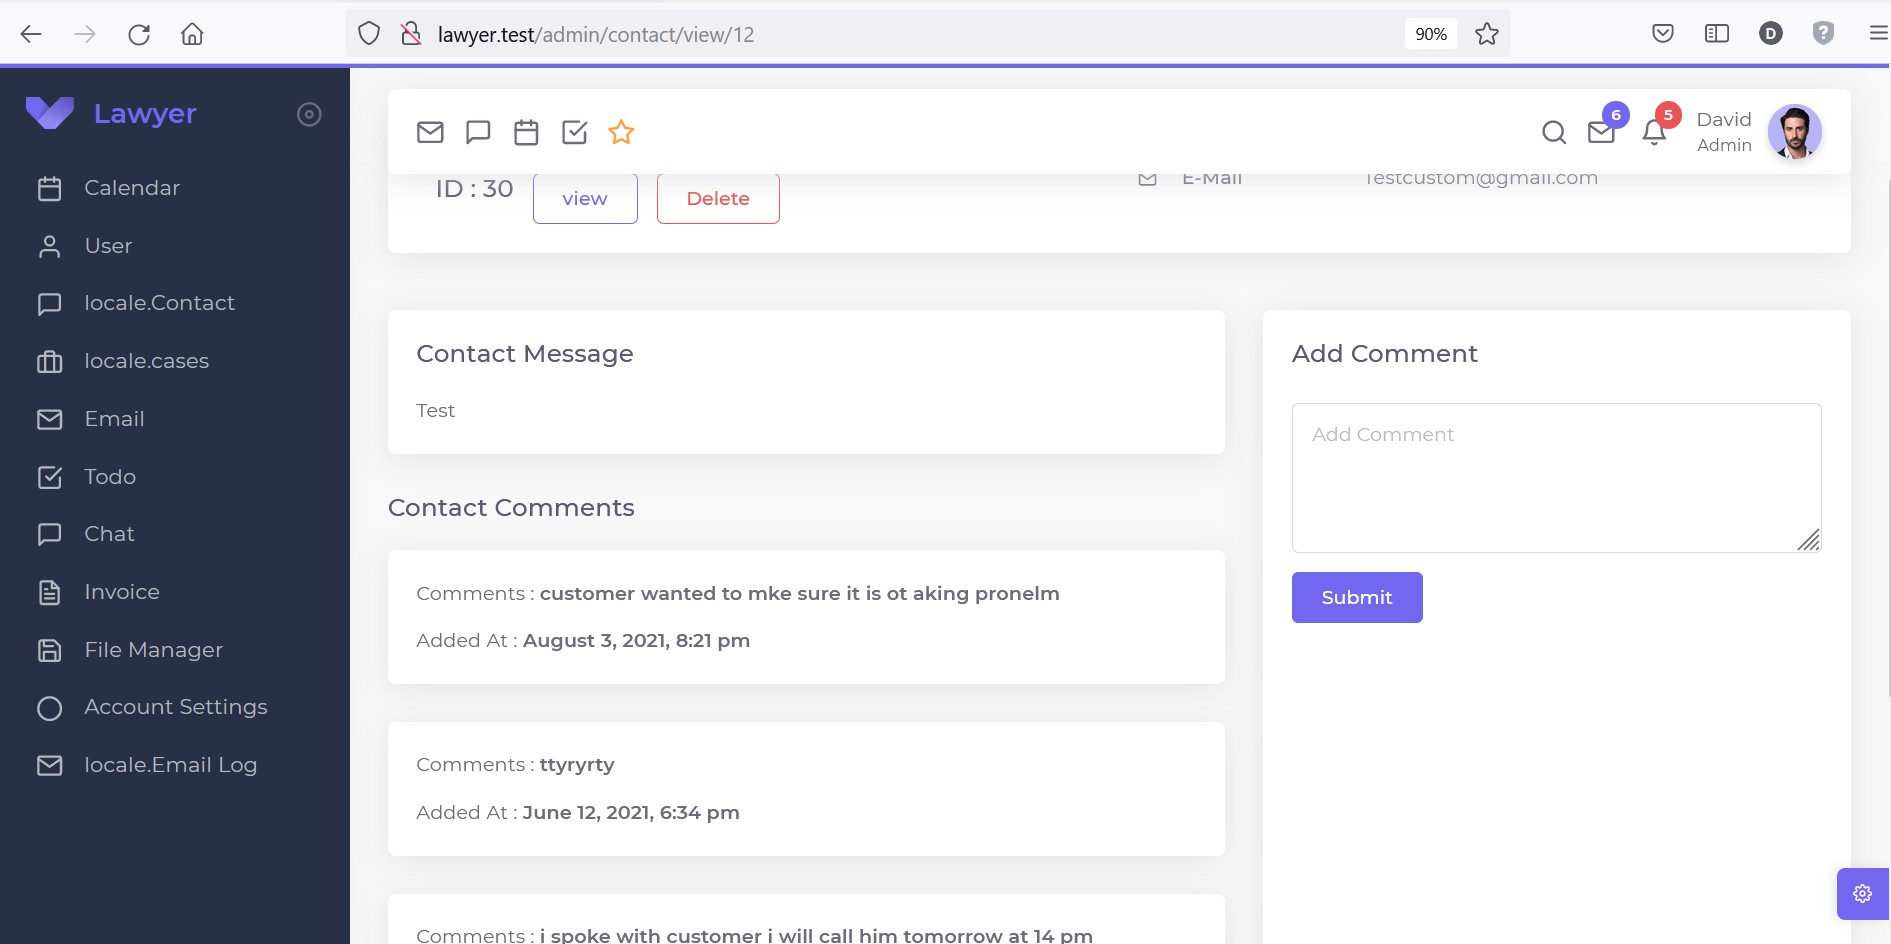 lawyer.test/admin/contact/view/12
90%
D
?
Lawyer
6
5
David
Admin
Calendar
User
locale.Contact
locale.cases
Email
Todo
Chat
Invoice
File Manager
Account Settings
locale.Email Log
ID : 30
view
Delete
E-Mail
Testcustom@gmail.com
Contact Message
Test
Contact Comments
Comments : customer wanted to mke sure it is ot aking pronelm
Added At : August 3, 2021, 8:21 pm
Comments : ttyryrty
Added At : June 12, 2021, 6:34 pm
Comments : i spoke with customer i will call him tomorrow at 14 pm
Add Comment
Add Comment
Submit